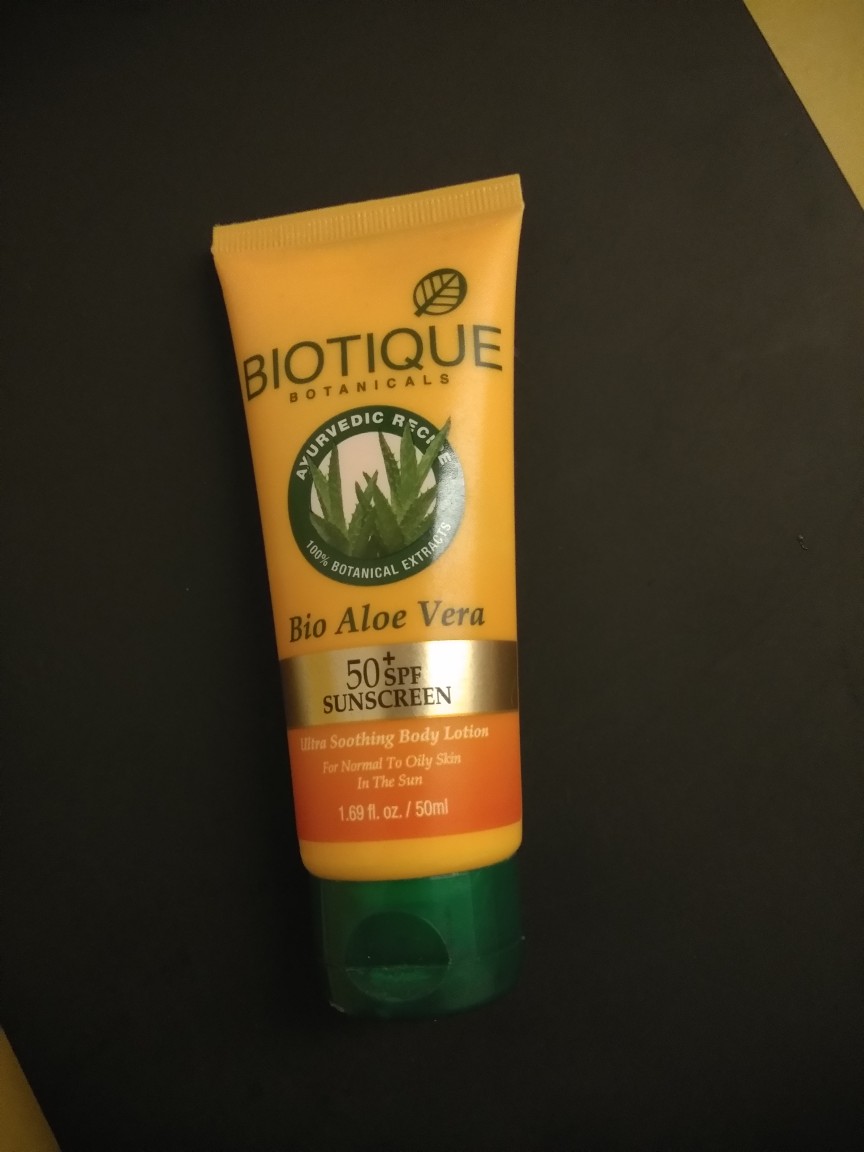 BIOTIQUE
BOTANICALS
AYURVEDIC RECIPE
100% BOTANICAL EXTRACTS
Bio Aloe Vera
50+ SPF
SUNSCREEN
Ultra Soothing Body Lotion
For Normal To Oily Skin
In The Sun
1.69 fl. oz. / 50ml